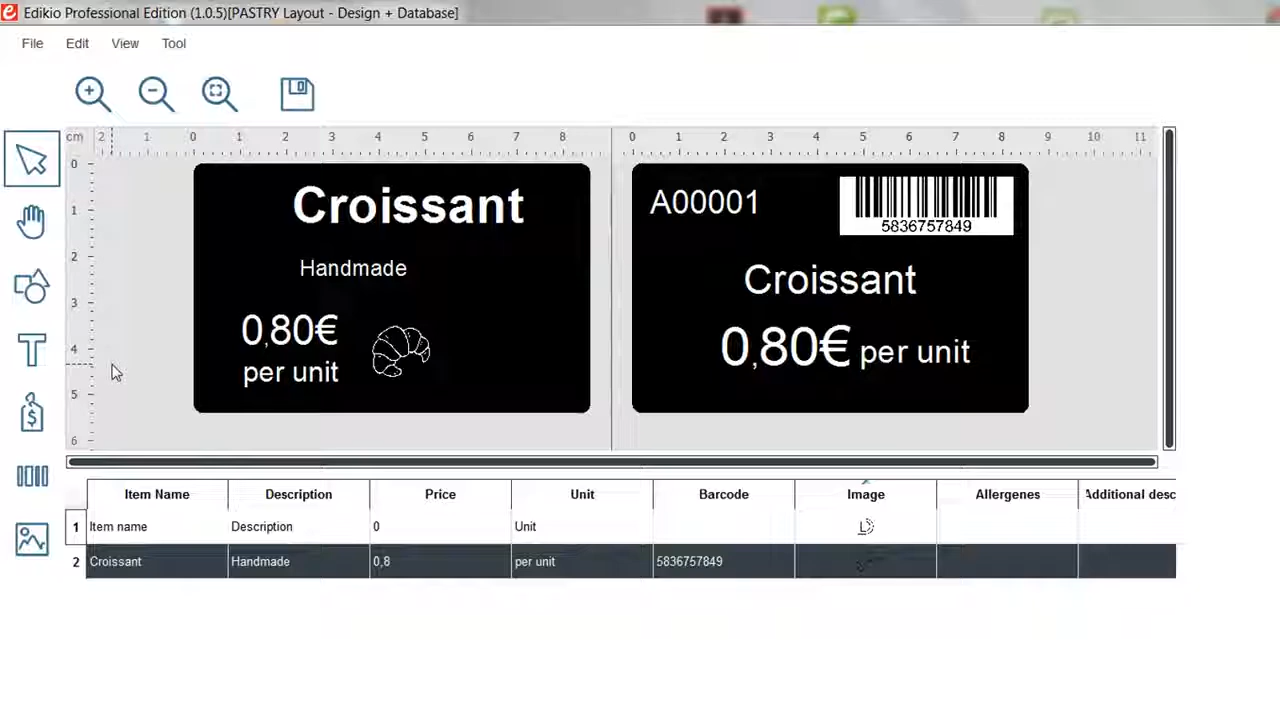 Edikio Professional Edition (1.0.5)[PASTRY Layout - Design + Database]
File Edit View Tool
cm 2 1 0 1 2 3 4 5 6 7 8 0 1 2 3 4 5 6 7 8 9 10 11
0
1
2
3
4
5
6
Croissant
Handmade
0,80€
per unit
A00001
5836757849
Croissant
0,80€ per unit
Item Name Description Price Unit Barcode Image Allergenes Additional desc
1 Item name Description 0 Unit
2 Croissant Handmade 0,8 per unit 5836757849